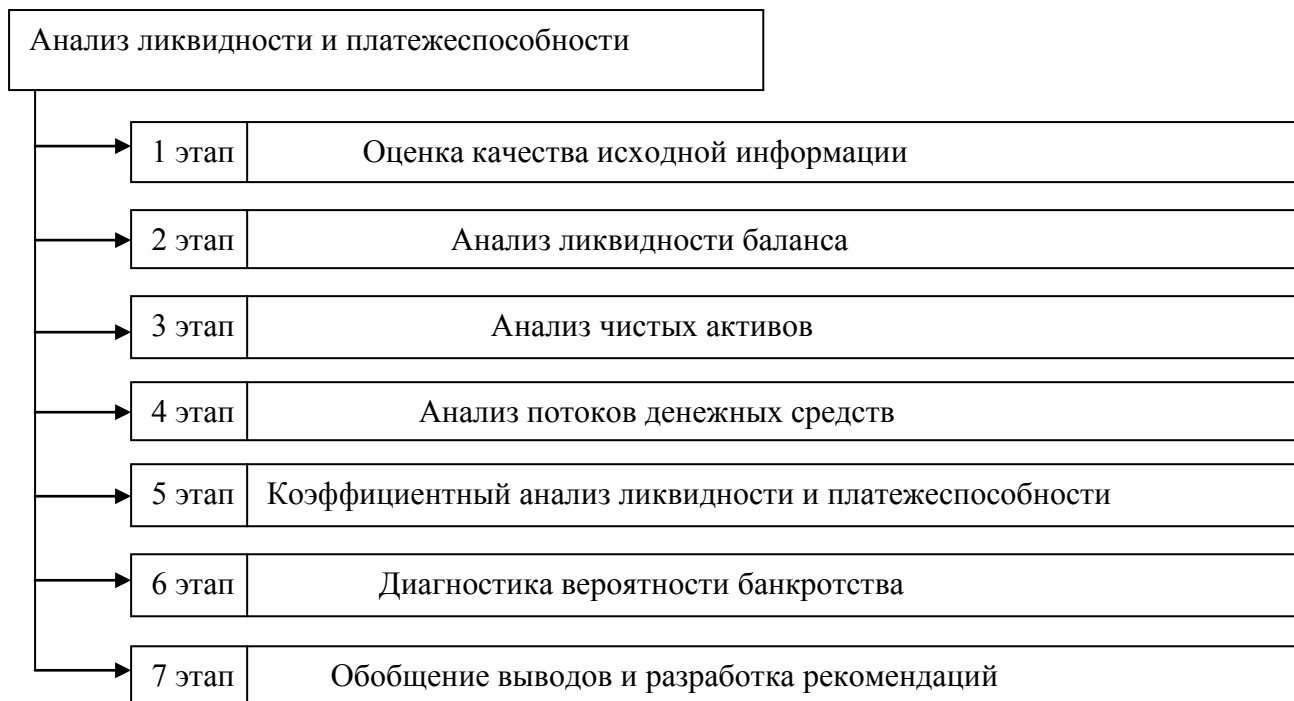 Анализ ликвидности и платежеспособности
1 этап Оценка качества исходной информации
2 этап Анализ ликвидности баланса
3 этап Анализ чистых активов
4 этап Анализ потоков денежных средств
5 этап Коэффициентный анализ ликвидности и платежеспособности
6 этап Диагностика вероятности банкротства
7 этап Обобщение выводов и разработка рекомендаций